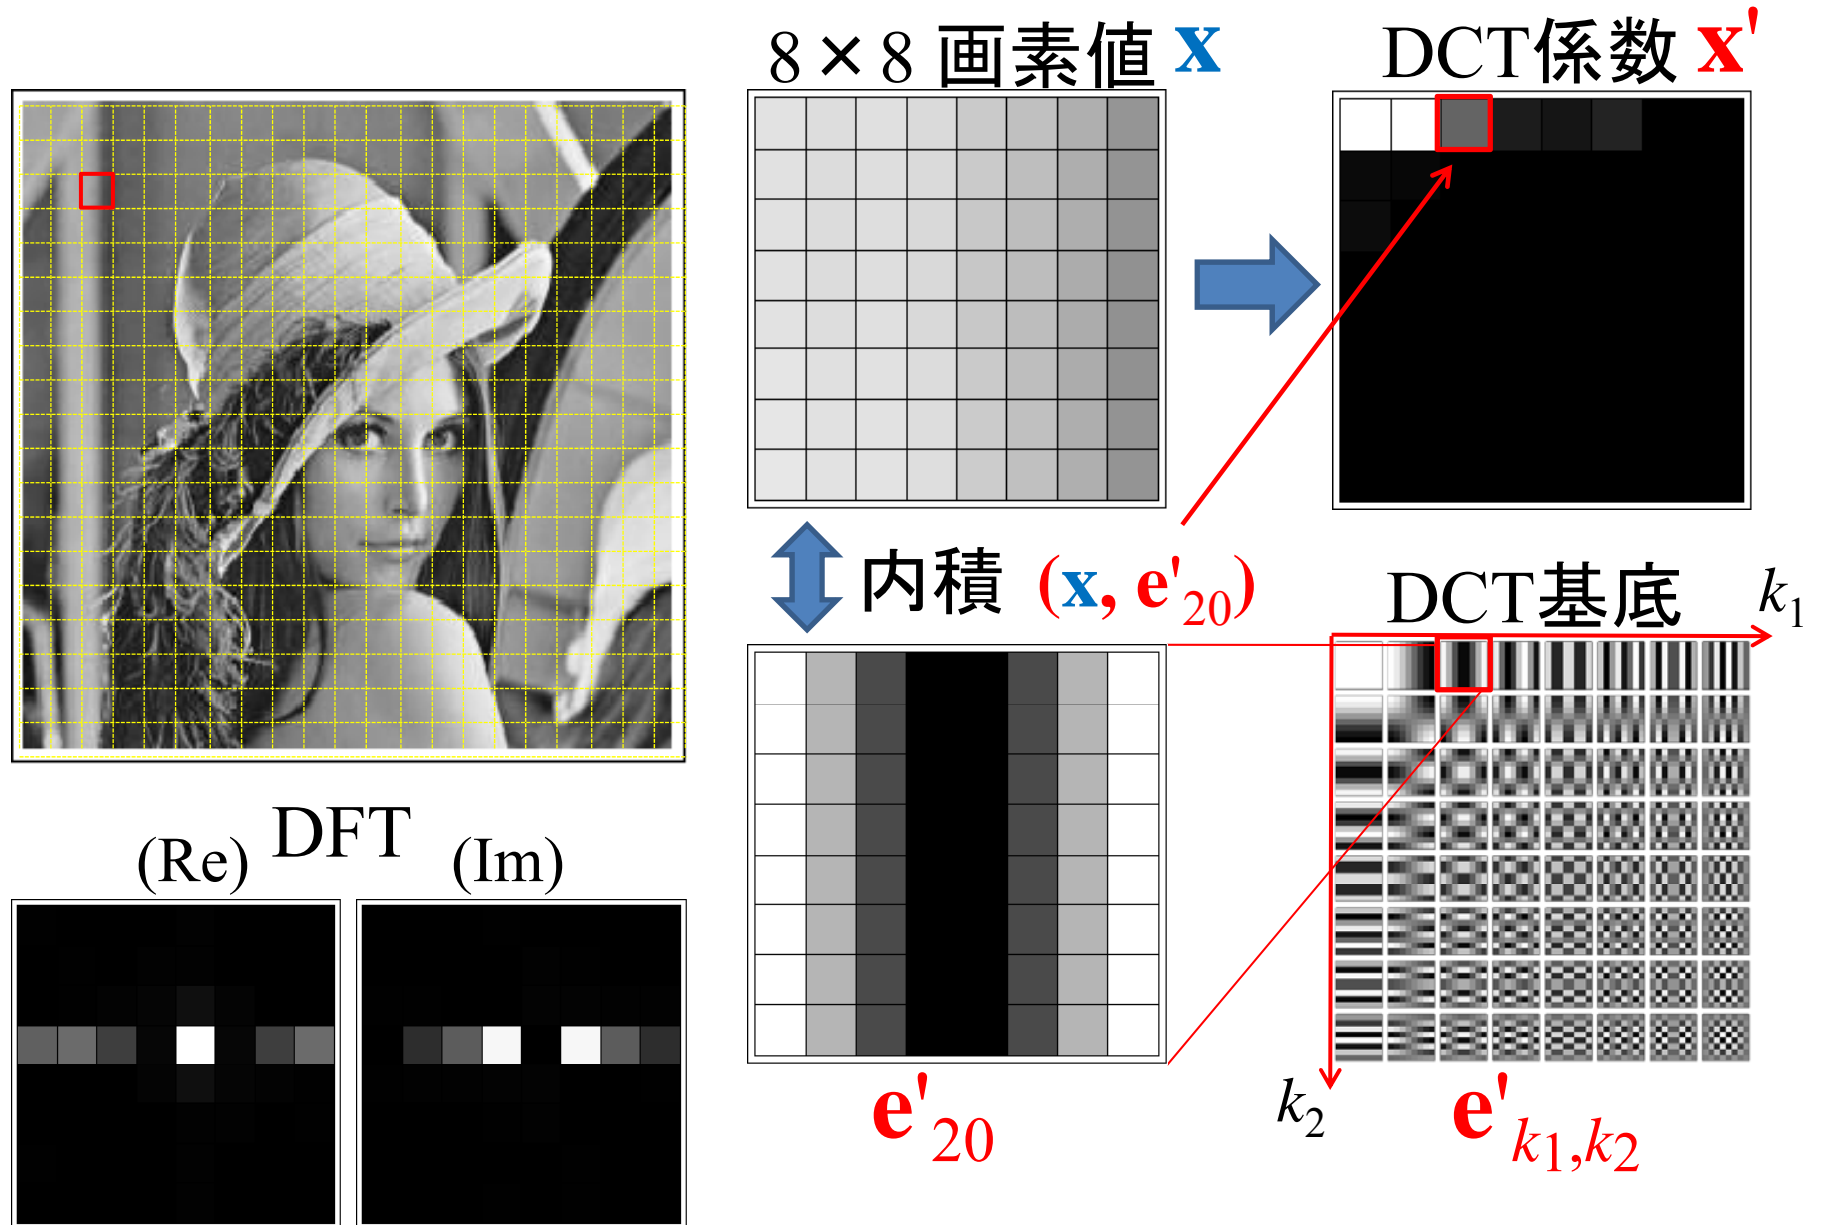 8×8 画素値 x
DCT係数 x'
内積 (x, e'20)
DCT基底
k1
DFT
(Re)
(Im)
e'20
k2
e'k1,k2